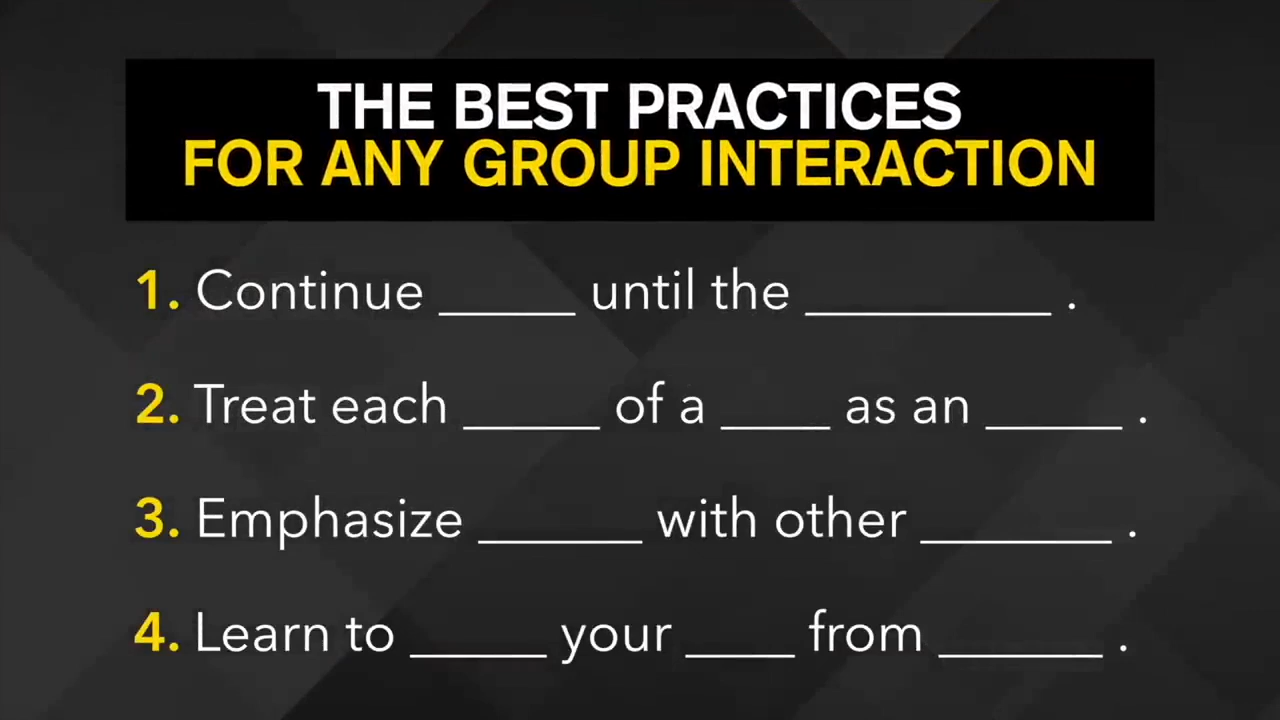 THE BEST PRACTICES
FOR ANY GROUP INTERACTION
1. Continue _____ until the _________ .
2. Treat each _____ of a ____ as an _____ .
3. Emphasize ______ with other _______ .
4. Learn to _____ your ____ from ______ .